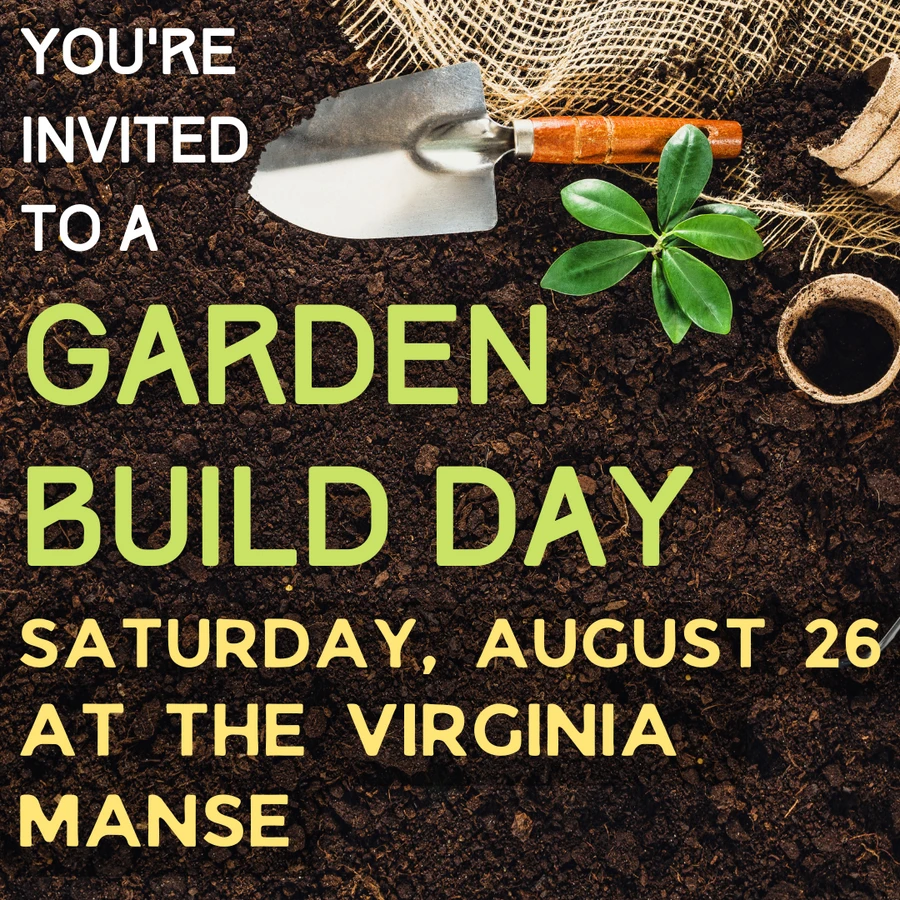 YOU'RE
INVITED
TO A
GARDEN
BUILD DAY
SATURDAY, AUGUST 26
AT THE VIRGINIA
MANSE